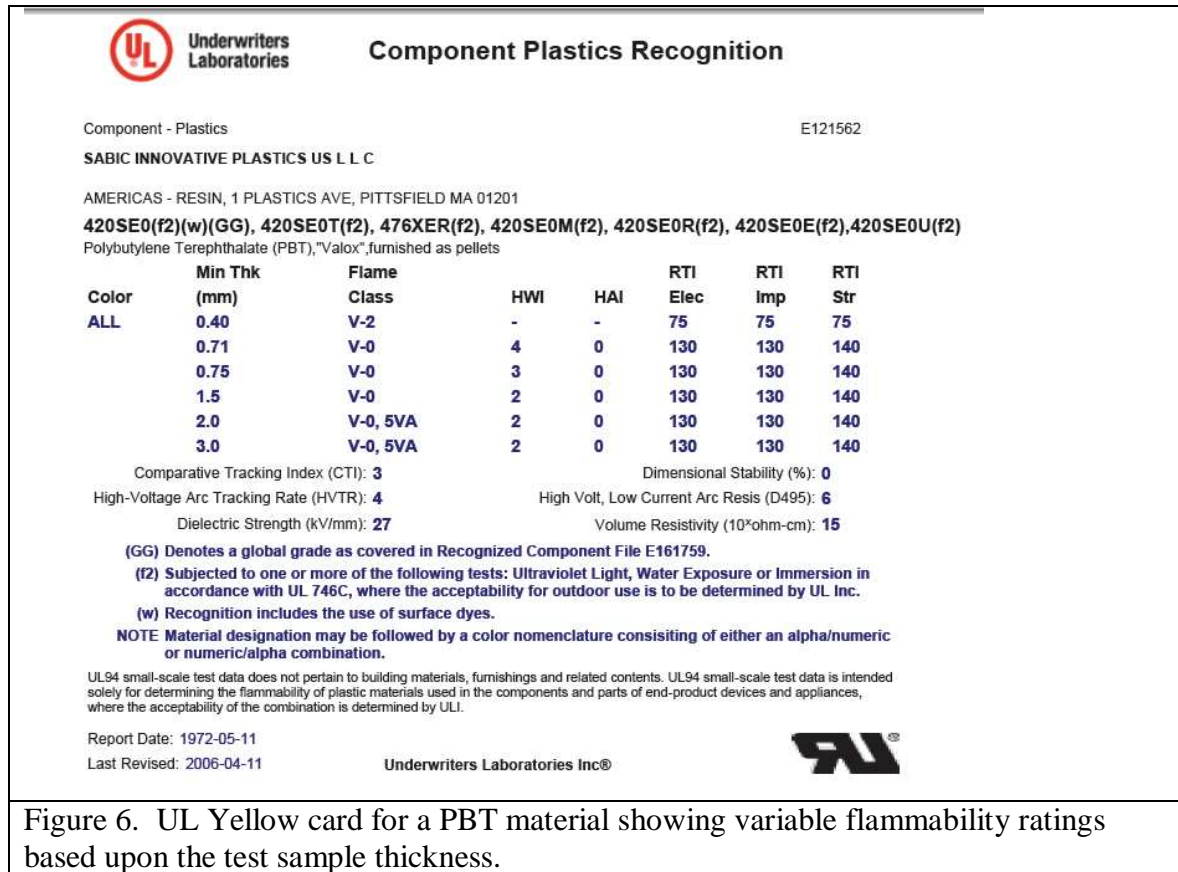 UL
®
Underwriters
Laboratories
Component Plastics Recognition
Component - Plastics E121562
SABIC INNOVATIVE PLASTICS US L L C
AMERICAS - RESIN, 1 PLASTICS AVE, PITTSFIELD MA 01201
420SE0(f2)(w)(GG), 420SE0T(f2), 476XER(f2), 420SE0M(f2), 420SE0R(f2), 420SE0E(f2),420SE0U(f2)
Polybutylene Terephthalate (PBT),"Valox",furnished as pellets
Min Thk Flame RTI RTI RTI
Color (mm) Class HWI HAI Elec Imp Str
ALL 0.40 V-2 - - 75 75 75
0.71 V-0 4 0 130 130 140
0.75 V-0 3 0 130 130 140
1.5 V-0 2 0 130 130 140
2.0 V-0, 5VA 2 0 130 130 140
3.0 V-0, 5VA 2 0 130 130 140
Comparative Tracking Index (CTI): 3 Dimensional Stability (%): 0
High-Voltage Arc Tracking Rate (HVTR): 4 High Volt, Low Current Arc Resis (D495): 6
Dielectric Strength (kV/mm): 27 Volume Resistivity (10ˣohm-cm): 15
(GG) Denotes a global grade as covered in Recognized Component File E161759.
(f2) Subjected to one or more of the following tests: Ultraviolet Light, Water Exposure or Immersion in
accordance with UL 746C, where the acceptability for outdoor use is to be determined by UL Inc.
(w) Recognition includes the use of surface dyes.
NOTE Material designation may be followed by a color nomenclature consisiting of either an alpha/numeric
or numeric/alpha combination.
UL94 small-scale test data does not pertain to building materials, furnishings and related contents. UL94 small-scale test data is intended
solely for determining the flammability of plastic materials used in the components and parts of end-product devices and appliances,
where the acceptability of the combination is determined by ULI.
Report Date: 1972-05-11
Last Revised: 2006-04-11 Underwriters Laboratories Inc®
Figure 6. UL Yellow card for a PBT material showing variable flammability ratings
based upon the test sample thickness.